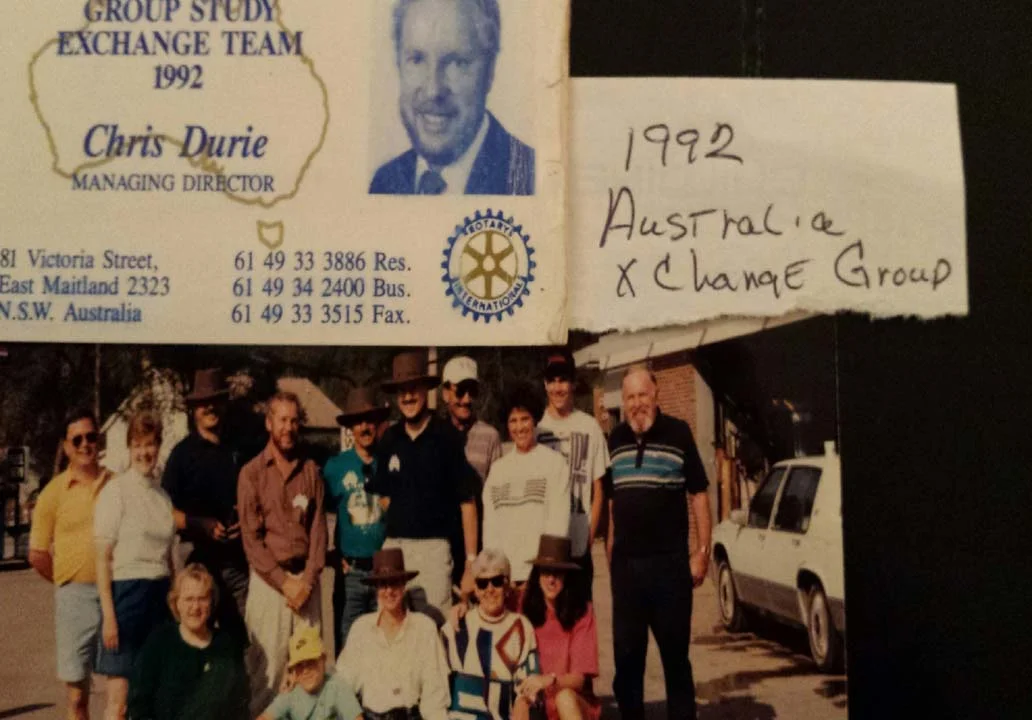 GROUP STUDY
EXCHANGE TEAM
1992
Chris Durie
MANAGING DIRECTOR
81 Victoria Street,
East Maitland 2323
N.S.W. Australia
61 49 33 3886 Res.
61 49 34 2400 Bus.
61 49 33 3515 Fax.
ROTARY
INTERNATIONAL
1992
Australia
X Change Group